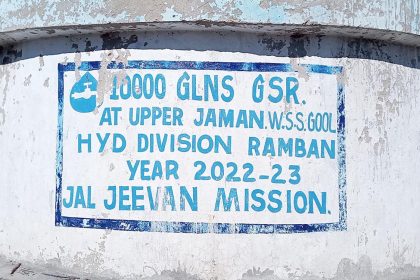 10000 GLNS GSR.
AT UPPER JAMAN.W.S.S.GOOL
HYD DIVISION RAMBAN
YEAR 2022-23
JAL JEEVAN MISSION.